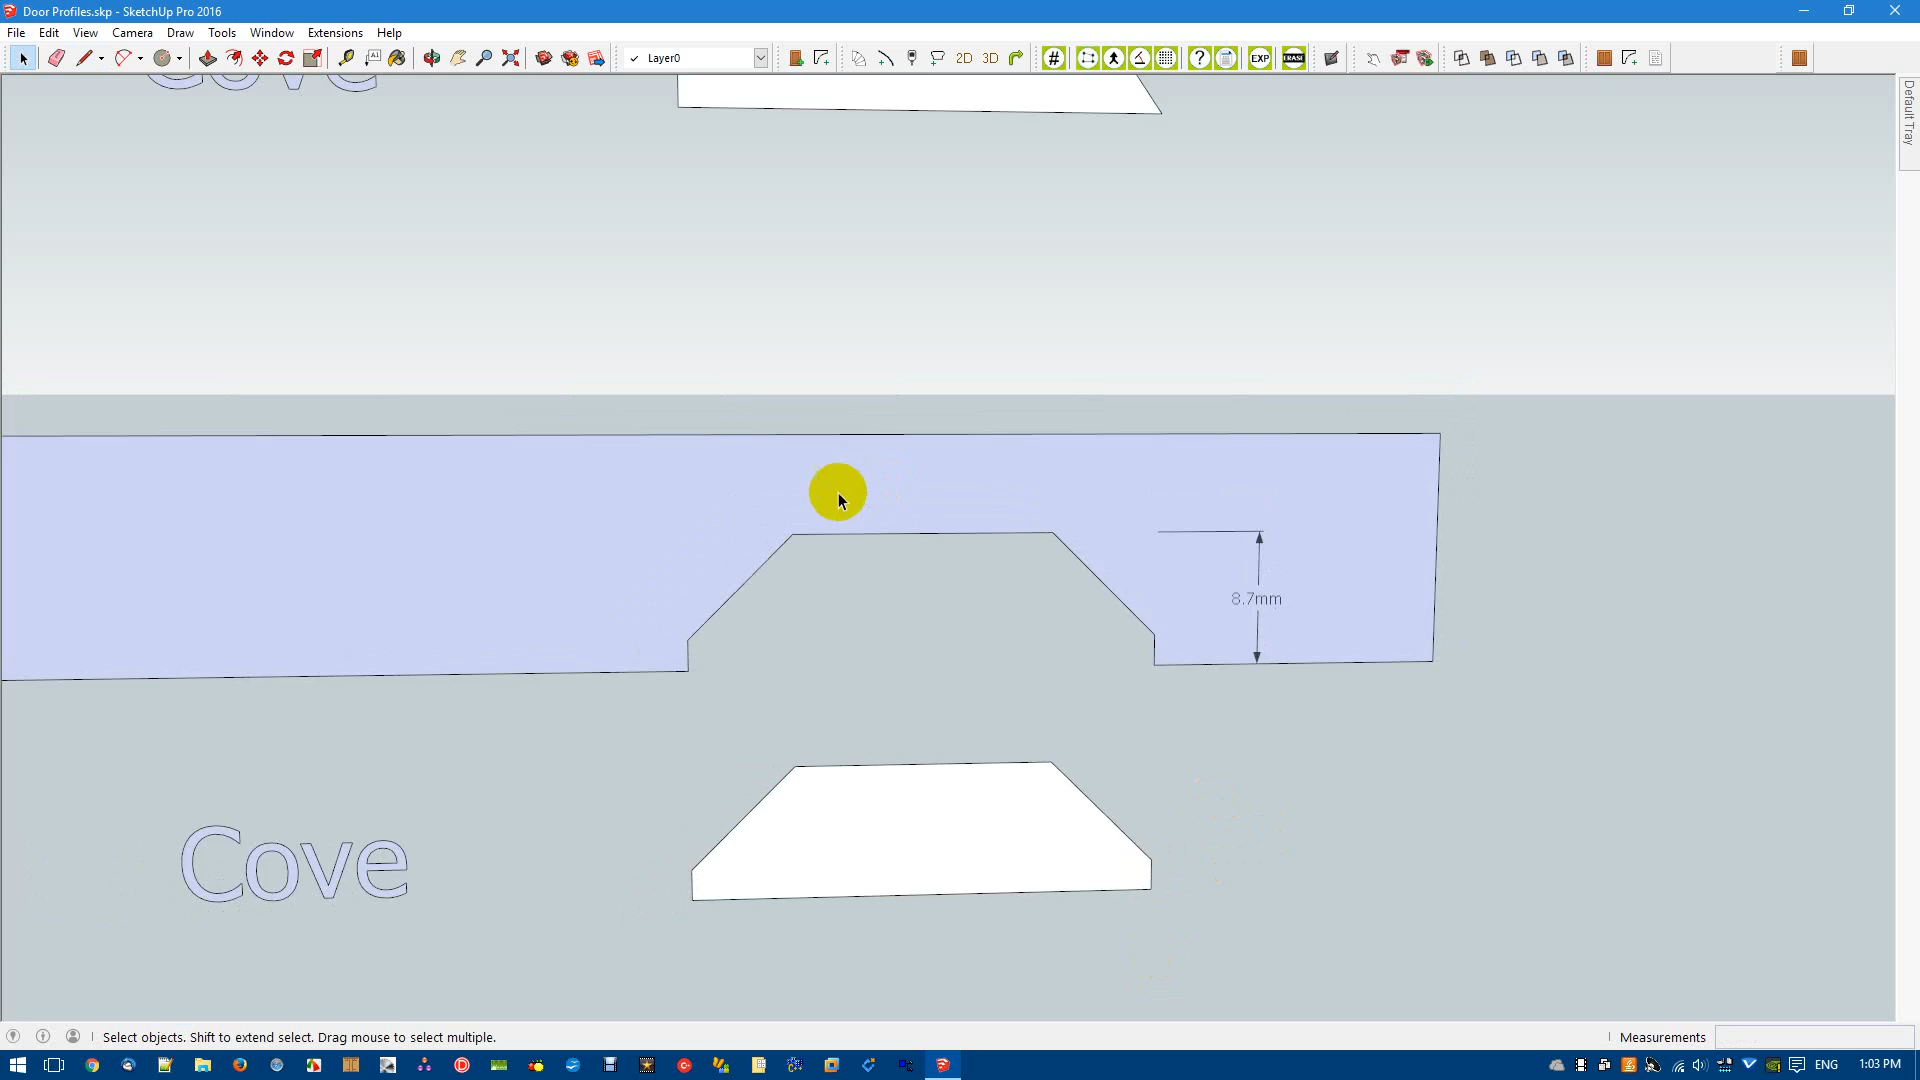 Door Profiles.skp - SketchUp Pro 2016
File Edit View Camera Draw Tools Window Extensions Help
Layer0
2D 3D
# ? EXP ERASE
Default Tray
Cove
8.7mm
Cove
Select objects. Shift to extend select. Drag mouse to select multiple.
Measurements
ENG 1:03 PM